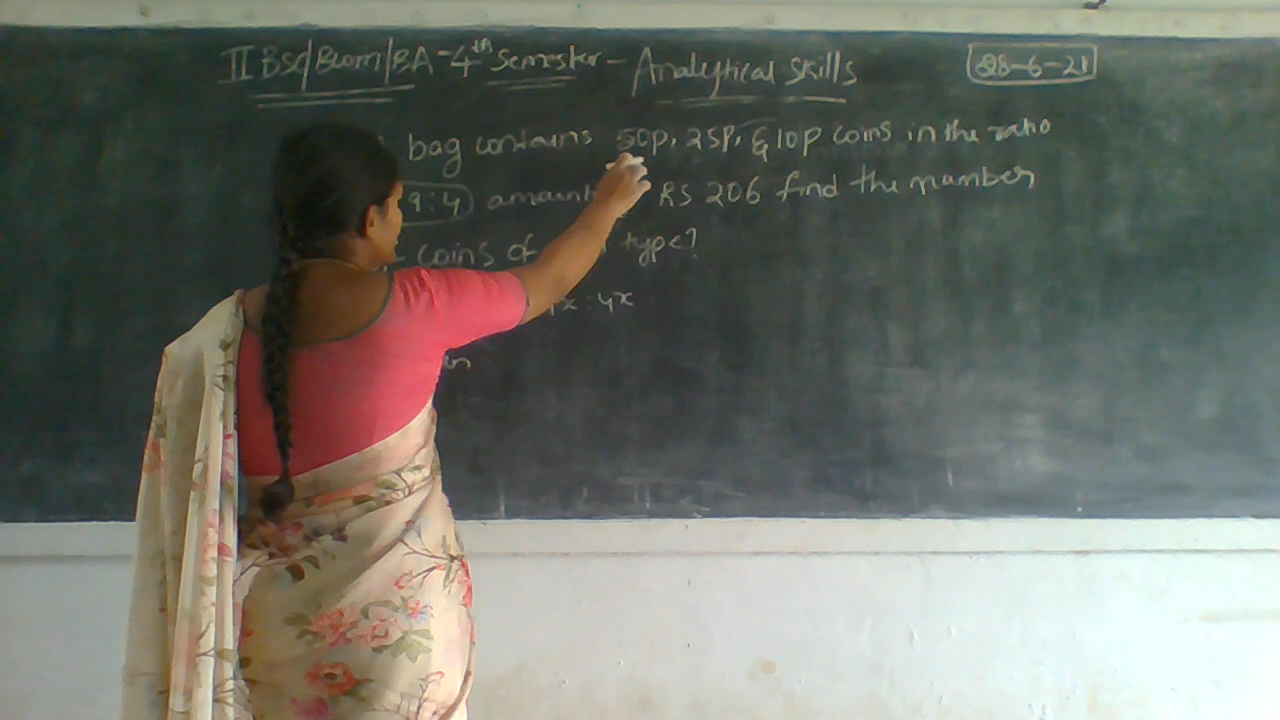 II BSc/Bcom/BA - 4th Semester - Analytical Skills
28-6-21
bag contains 50p, 25p, & 10p coins in the ratio
9:4 amount RS 206 find the number
coins of type?
x : 4x